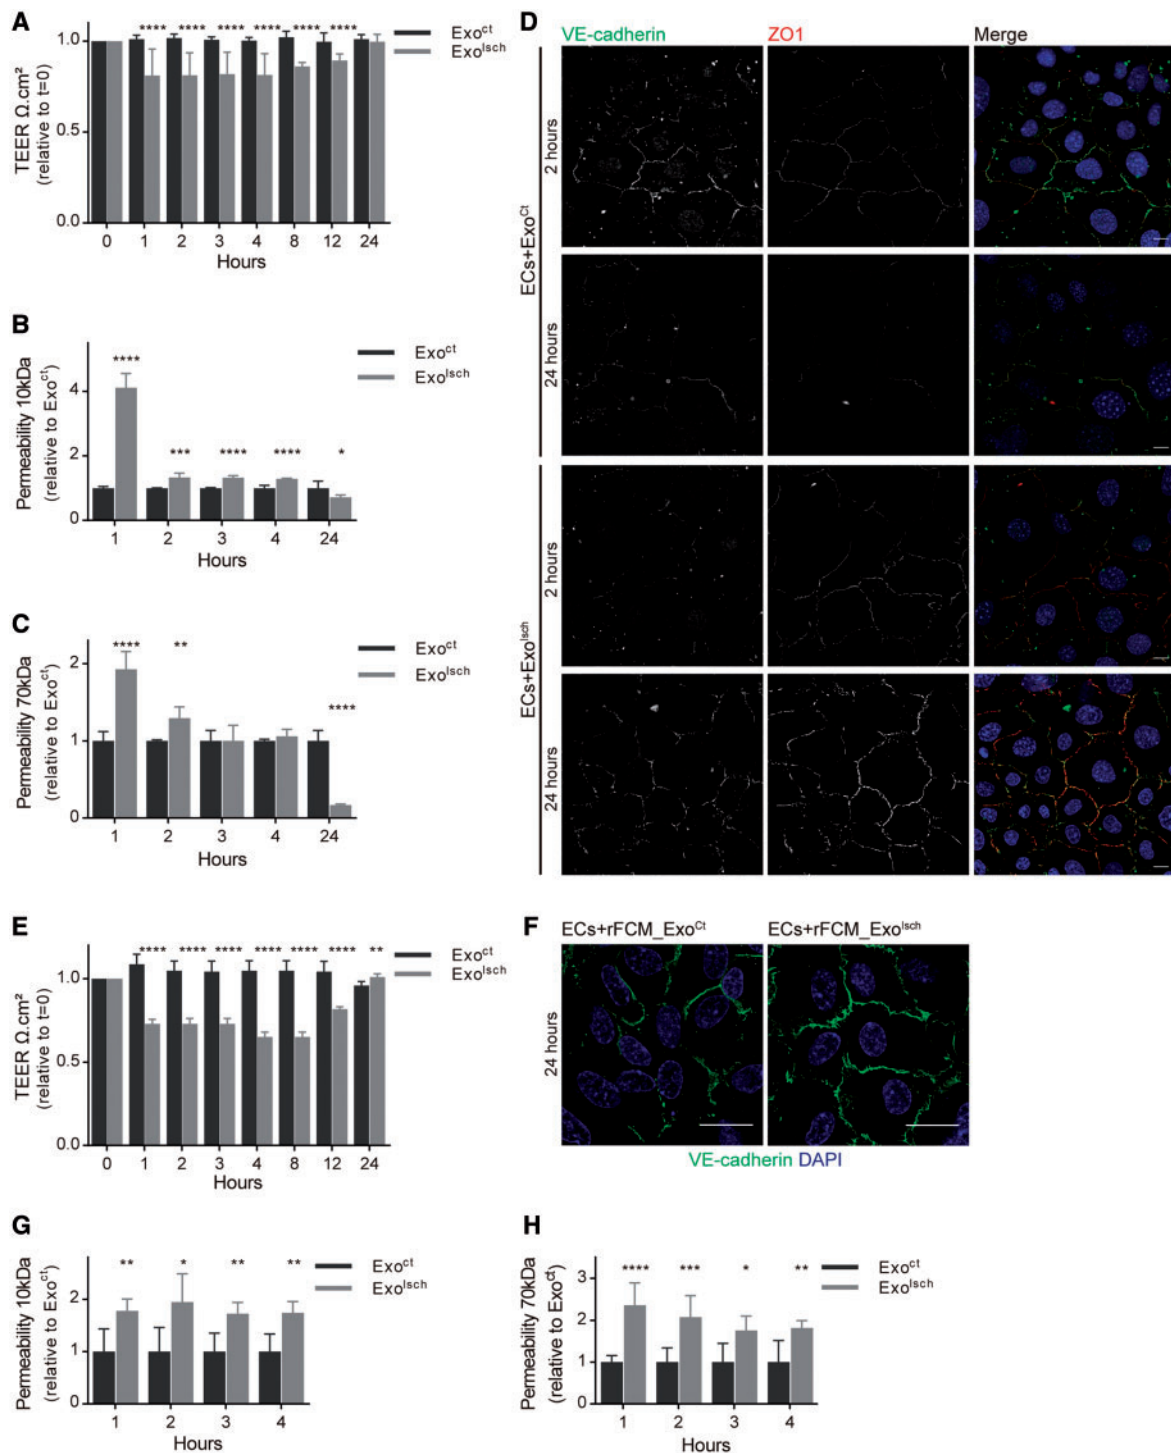 A
TEER Ω.cm²
(relative to t=0)
1.0
0.5
0.0
**** **** **** **** **** ****
Exoct
ExoIsch
0 1 2 3 4 8 12 24
Hours
B
Permeability 10kDa
(relative to Exoct)
4
2
0
**** *** **** **** *
Exoct
ExoIsch
1 2 3 4 24
Hours
C
Permability 70kDa
(relative to Exoct)
2
1
0
**** ** ****
Exoct
ExoIsch
1 2 3 4 24
Hours
D
VE-cadherin ZO1 Merge
ECs+ExoCt
2 hours
24 hours
ECs+ExoIsch
2 hours
24 hours
E
TEER Ω.cm²
(relative to t=0)
1.0
0.5
0.0
**** **** **** **** **** **** **
Exoct
ExoIsch
0 1 2 3 4 8 12 24
Hours
F
ECs+rFCM_ExoCt ECs+rFCM_ExoIsch
24 hours
VE-cadherin DAPI
G
Permeability 10kDa
(relative to Exoct)
2
1
0
** * ** **
Exoct
ExoIsch
1 2 3 4
Hours
H
Permeability 70kDa
(relative to Exoct)
3
2
1
0
**** *** * **
Exoct
ExoIsch
1 2 3 4
Hours